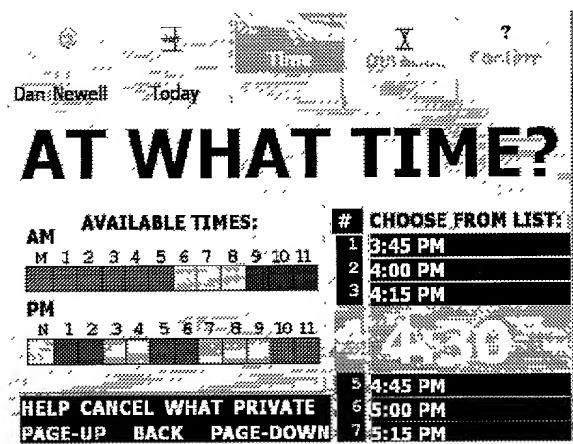 ?
Time
Dan Newell Today
AT WHAT TIME?
AVAILABLE TIMES:
AM
M 1 2 3 4 5 6 7 8 9 10 11
PM
N 1 2 3 4 5 6 7 8 9 10 11
HELP CANCEL WHAT PRIVATE
PAGE-UP BACK PAGE-DOWN
# CHOOSE FROM LIST:
1 3:45 PM
2 4:00 PM
3 4:15 PM
4 4:30
5 4:45 PM
6 5:00 PM
7 5:15 PM